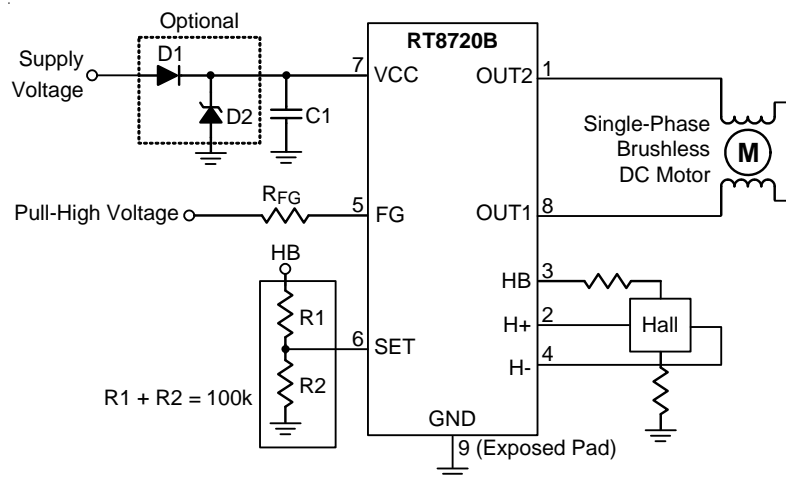 Optional
RT8720B
Supply
Voltage
D1
D2
C1
7
VCC
OUT2
1
Single-Phase
Brushless
DC Motor
M
Pull-High Voltage
RFG
5
FG
OUT1
8
HB
R1
R2
R1 + R2 = 100k
6
SET
HB
3
H+
2
Hall
H-
4
GND
9 (Exposed Pad)